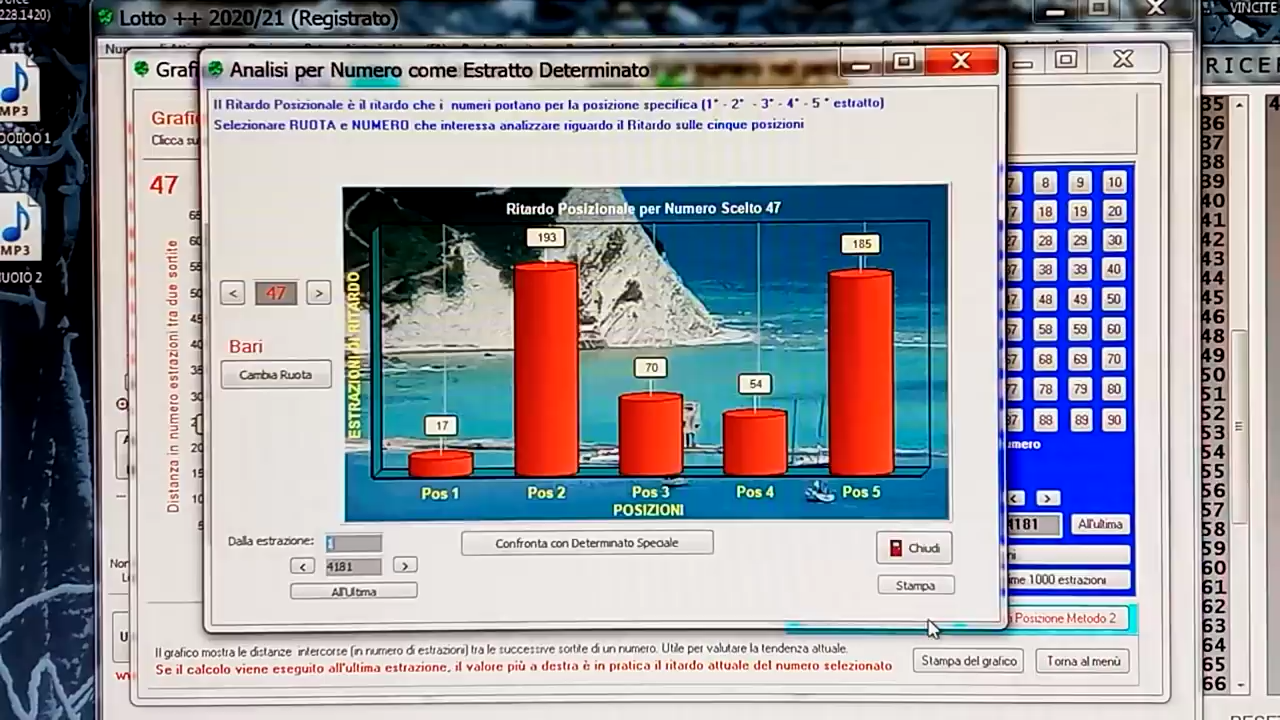 228.1420)
MP3
MP3
Lotto ++ 2020/21 (Registrato)
VINCITE
Analisi per Numero come Estratto Determinato
Il Ritardo Posizionale è il ritardo che i numeri portano per la posizione specifica (1° - 2° - 3° - 4° - 5° estratto)
Selezionare RUOTA e NUMERO che interessa analizzare riguardo il Ritardo sulle cinque posizioni
47
Distanza in numero estrazioni tra due sortite
60
55
50
< 47 >
Bari
Cambia Ruota
Ritardo Posizionale per Numero Scelto 47
ESTRAZIONI DI RITARDO
17
193
70
54
185
Pos 1
Pos 2
Pos 3
Pos 4
Pos 5
POSIZIONI
Dalla estrazione:
< 4181 >
All'Ultima
Confronta con Determinato Speciale
Chiudi
Stampa
8 9 10
18 19 20
28 29 30
38 39 40
48 49 50
58 59 60
68 69 70
78 79 80
88 89 90
< >
4181
All'ultima
1000 estrazioni
Posizione Metodo 2
Il grafico mostra le distanze intercorse (in numero di estrazioni) tra le successive sortite di un numero. Utile per valutare la tendenza attuale.
Se il calcolo viene eseguito all'ultima estrazione, il valore più a destra è in pratica il ritardo attuale del numero selezionato
Stampa del grafico
Torna al menù
35
36
37
38
39
40
41
42
43
44
45
46
48
49
50
51
52
53
54
55
56
57
58
59
60
61
62
63
64
65
66